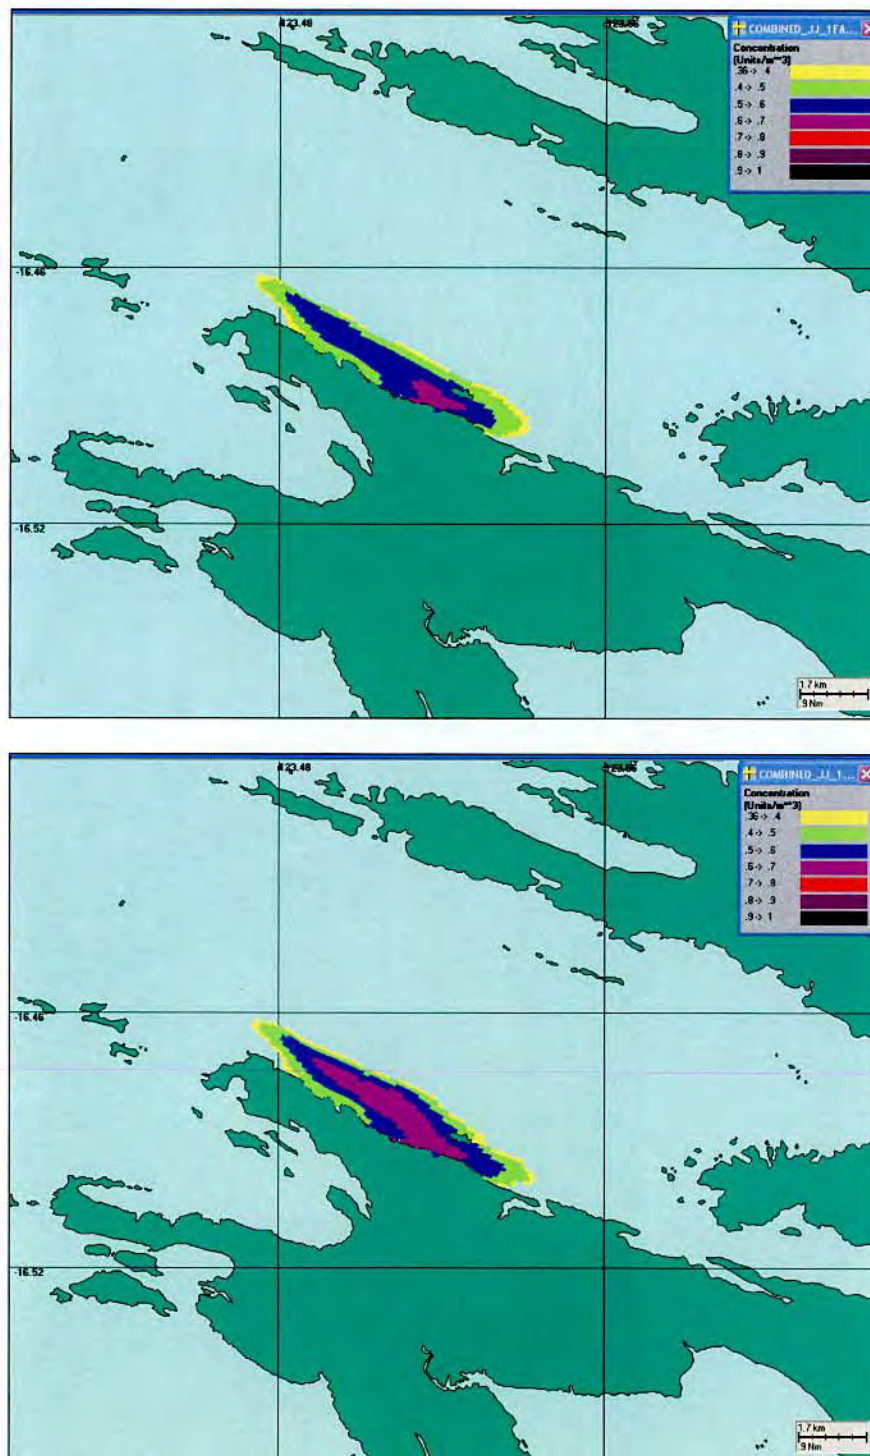 123.48
COMBINED_JJ_1FA...
Concentration
(Units/m**3)
.36-> .4
.4-> .5
.5-> .6
.6-> .7
.7-> .8
.8-> .9
.9-> 1
-16.46
-16.52
1.7 km
.9 Nm
123.48
COMBINED_JJ_1...
Concentration
(Units/m**3)
.36-> .4
.4-> .5
.5-> .6
.6-> .7
.7-> .8
.8-> .9
.9-> 1
-16.46
-16.52
1.7 km
.9 Nm